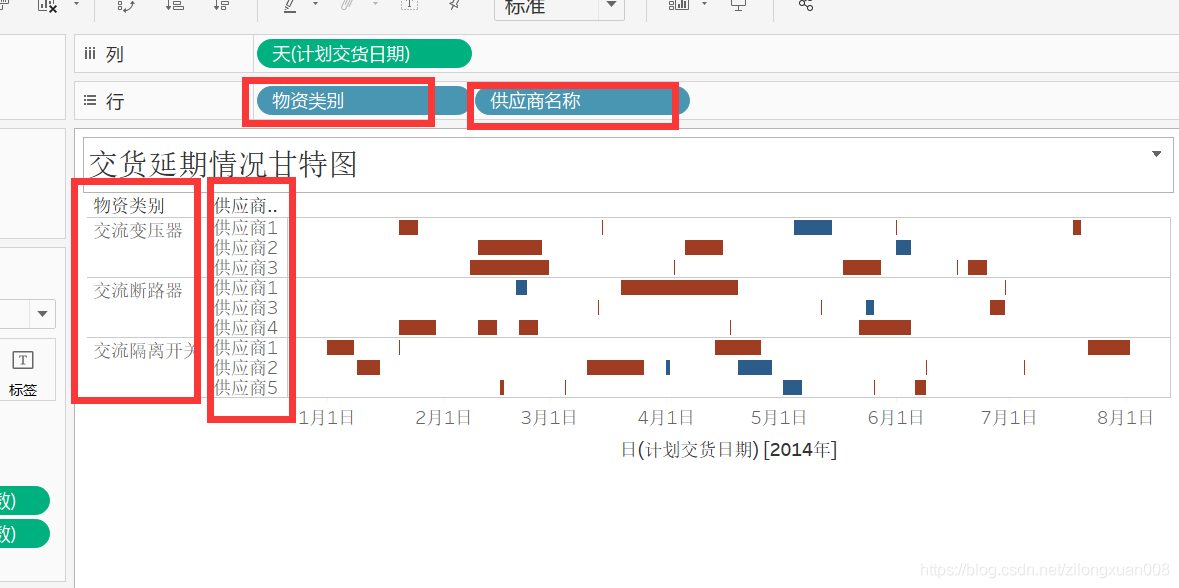 标准
列
天(计划交货日期)
行
物资类别
供应商名称
交货延期情况甘特图
物资类别
供应商..
交流变压器
供应商1
供应商2
供应商3
交流断路器
供应商1
供应商3
供应商4
交流隔离开关
供应商1
供应商2
供应商5
T
标签
数)
数)
1月1日
2月1日
3月1日
4月1日
5月1日
6月1日
7月1日
8月1日
日(计划交货日期) [2014年]
https://blog.csdn.net/zilongxuan008